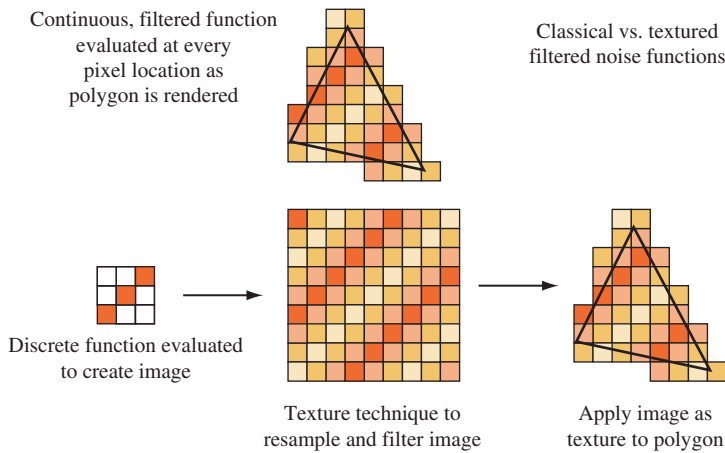 Continuous, filtered function
evaluated at every
pixel location as
polygon is rendered
Classical vs. textured
filtered noise functions
Discrete function evaluated
to create image
Texture technique to
resample and filter image
Apply image as
texture to polygon